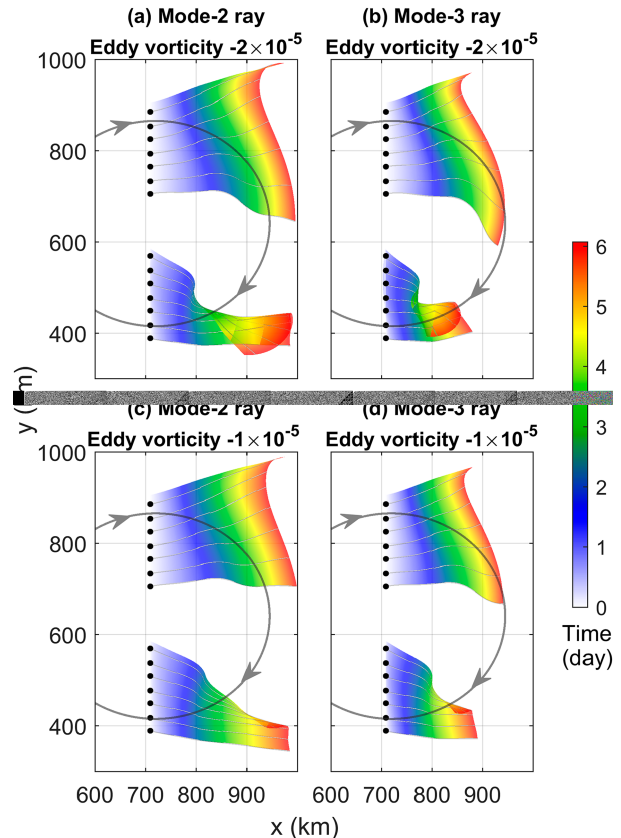 (a) Mode-2 ray (b) Mode-3 ray
Eddy vorticity -2×10⁻⁵ Eddy vorticity -2×10⁻⁵
1000
800
600
400
y (
m)
(c) Mode-2 ray (d) Mode-3 ray
Eddy vorticity -1×10⁻⁵ Eddy vorticity -1×10⁻⁵
1000
800
600
400
600 700 800 900 600 700 800 900
x (km)
6
5
4
3
2
1
0
Time
(day)